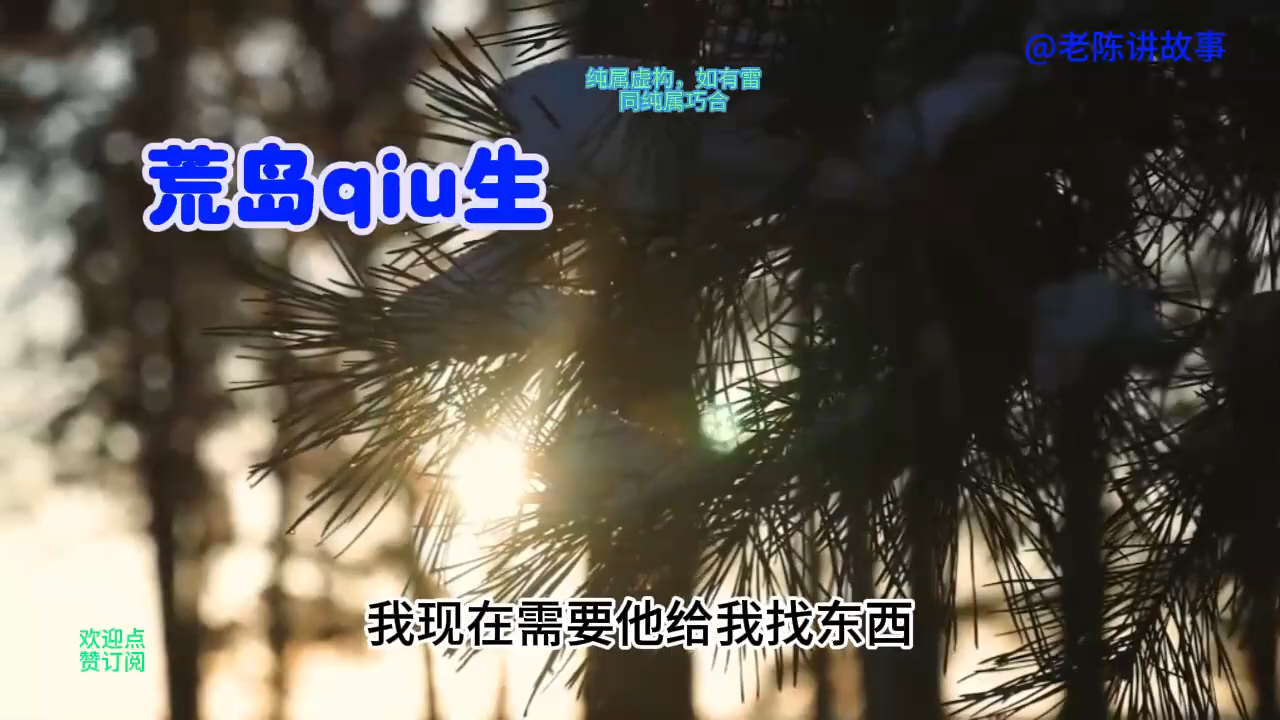 @老陈讲故事
纯属虚构，如有雷
同纯属巧合
荒岛qiu生
我现在需要他给我找东西
欢迎点
赞订阅